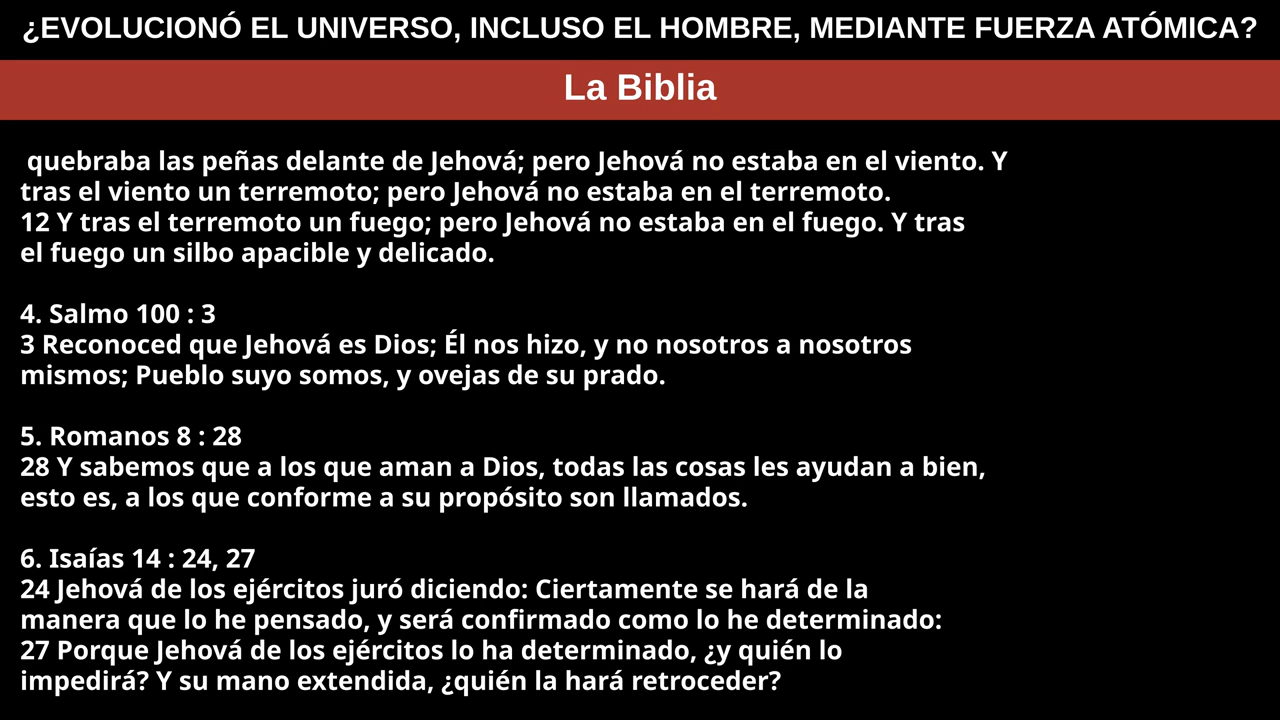 ¿EVOLUCIONÓ EL UNIVERSO, INCLUSO EL HOMBRE, MEDIANTE FUERZA ATÓMICA?
La Biblia
quebraba las peñas delante de Jehová; pero Jehová no estaba en el viento. Y
tras el viento un terremoto; pero Jehová no estaba en el terremoto.
12 Y tras el terremoto un fuego; pero Jehová no estaba en el fuego. Y tras
el fuego un silbo apacible y delicado.
4. Salmo 100 : 3
3 Reconoced que Jehová es Dios; Él nos hizo, y no nosotros a nosotros
mismos; Pueblo suyo somos, y ovejas de su prado.
5. Romanos 8 : 28
28 Y sabemos que a los que aman a Dios, todas las cosas les ayudan a bien,
esto es, a los que conforme a su propósito son llamados.
6. Isaías 14 : 24, 27
24 Jehová de los ejércitos juró diciendo: Ciertamente se hará de la
manera que lo he pensado, y será confirmado como lo he determinado:
27 Porque Jehová de los ejércitos lo ha determinado, ¿y quién lo
impedirá? Y su mano extendida, ¿quién la hará retroceder?